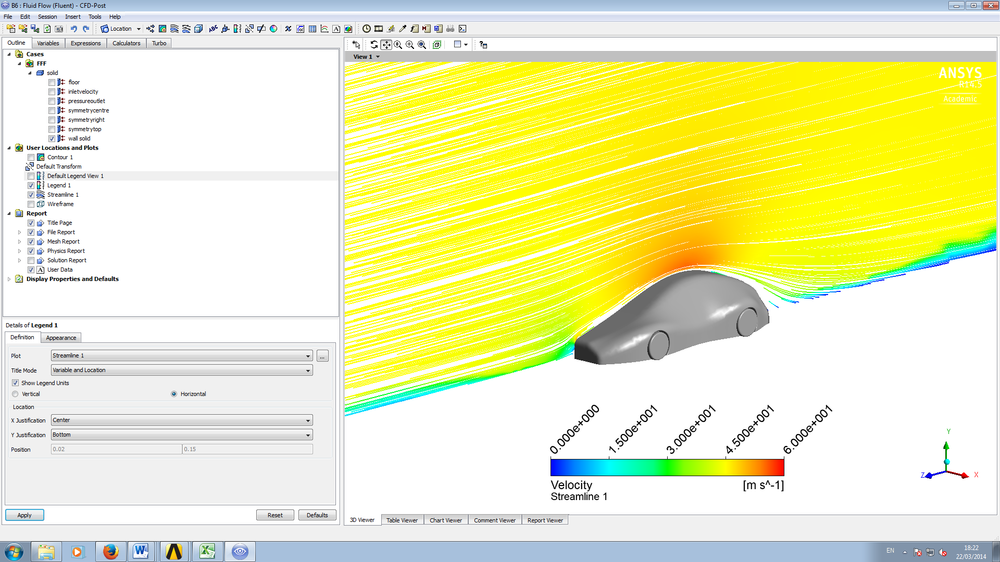 B6 : Fluid Flow (Fluent) - CFD-Post
File Edit Session Insert Tools Help
Location
Outline Variables Expressions Calculators Turbo
Cases
FFF
solid
floor
inletvelocity
pressureoutlet
symmetrycentre
symmetryright
symmetrytop
wall solid
User Locations and Plots
Contour 1
Default Transform
Default Legend View 1
Legend 1
Streamline 1
Wireframe
Report
Title Page
File Report
Mesh Report
Physics Report
Solution Report
User Data
Display Properties and Defaults
Details of Legend 1
Definition Appearance
Plot Streamline 1 ...
Title Mode Variable and Location
Show Legend Units
Vertical Horizontal
Location
X Justification Center
Y Justification Bottom
Position 0.02 0.15
Apply Reset Defaults
View 1
ANSYS
R14.5
Academic
0.000e+000 1.500e+001 3.000e+001 4.500e+001 6.000e+001
Velocity [m s^-1]
Streamline 1
Y
Z X
3D Viewer Table Viewer Chart Viewer Comment Viewer Report Viewer
EN
18:22
22/03/2014